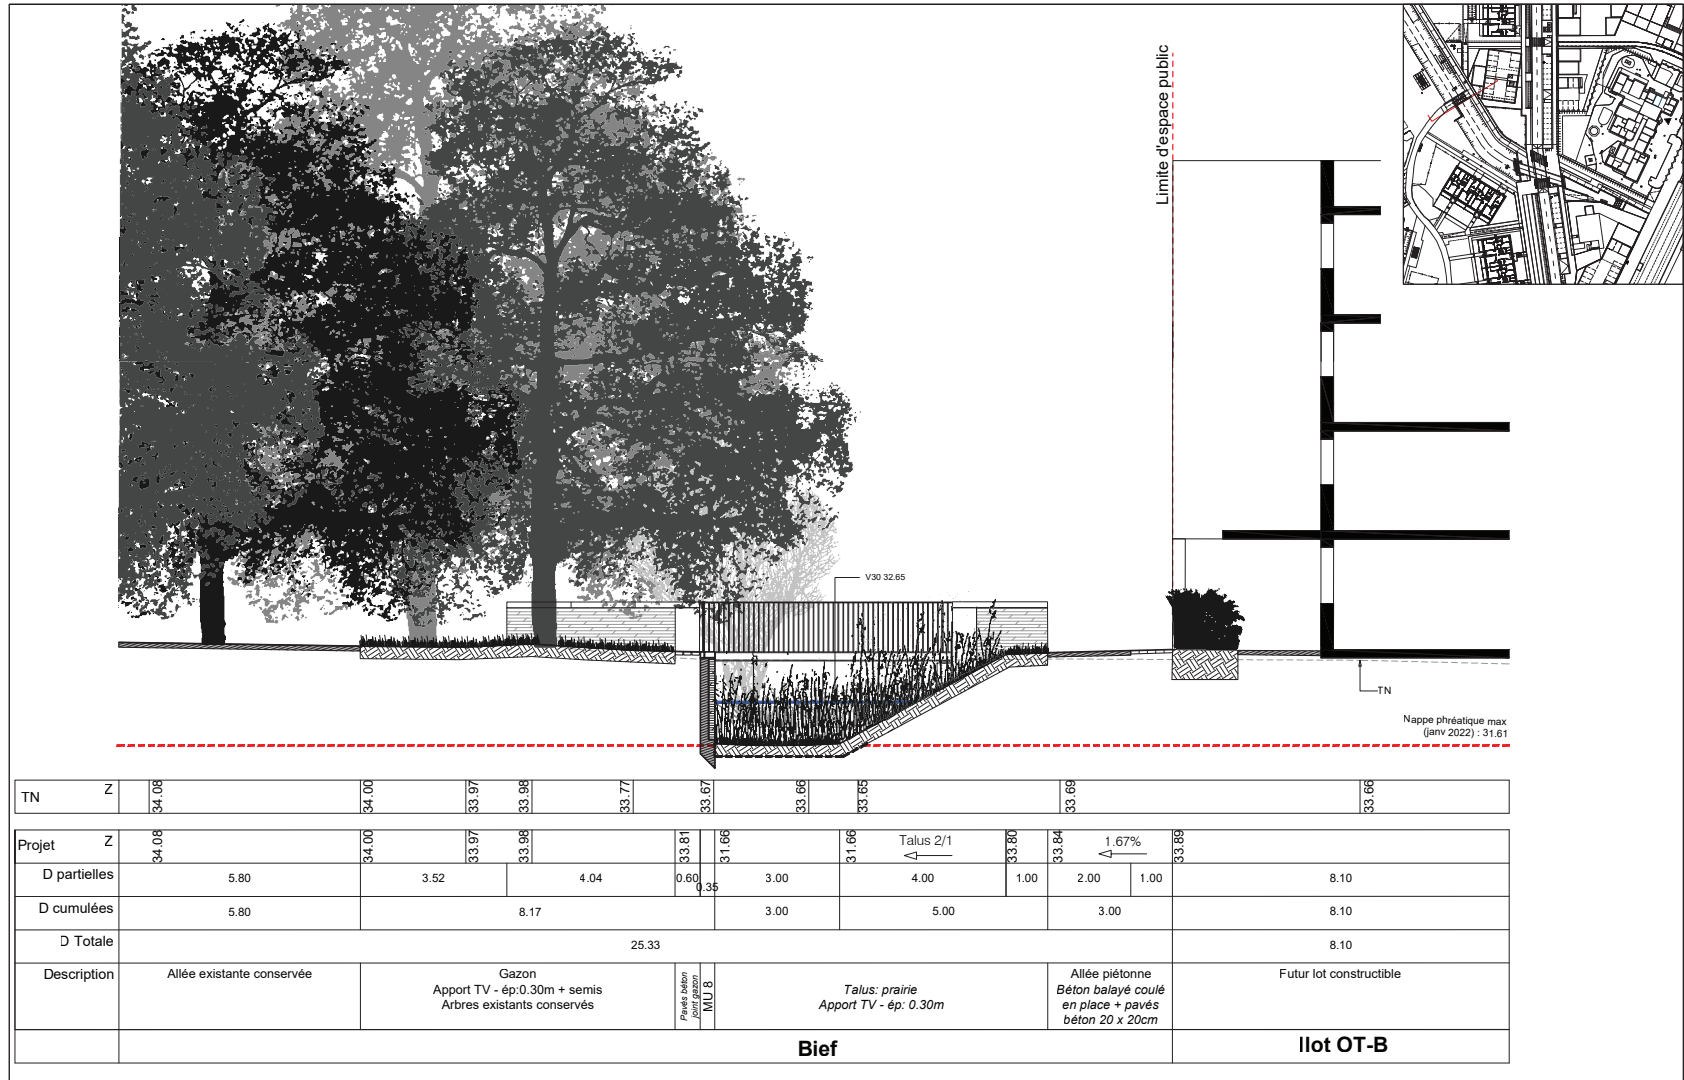 Limite d'espace public
V30 32.65
TN
Nappe phréatique max
(janv 2022) : 31.61
TN Z 34.08 34.00 33.97 33.98 33.77 33.67 33.66 33.65 33.69 33.66
Projet Z 34.08 34.00 33.97 33.98 33.81 31.66 31.66 Talus 2/1 33.80 33.84 1.67% 33.89
D partielles 5.80 3.52 4.04 0.60 0.35 3.00 4.00 1.00 2.00 1.00 8.10
D cumulées 5.80 8.17 3.00 5.00 3.00 8.10
D Totale 25.33 8.10
Description
Allée existante conservée
Gazon
Apport TV - ép:0.30m + semis
Arbres existants conservés
Pavés béton
joint gazon
MU 8
Talus: prairie
Apport TV - ép: 0.30m
Allée piétonne
Béton balayé coulé
en place + pavés
béton 20 x 20cm
Futur lot constructible
Bief
Ilot OT-B